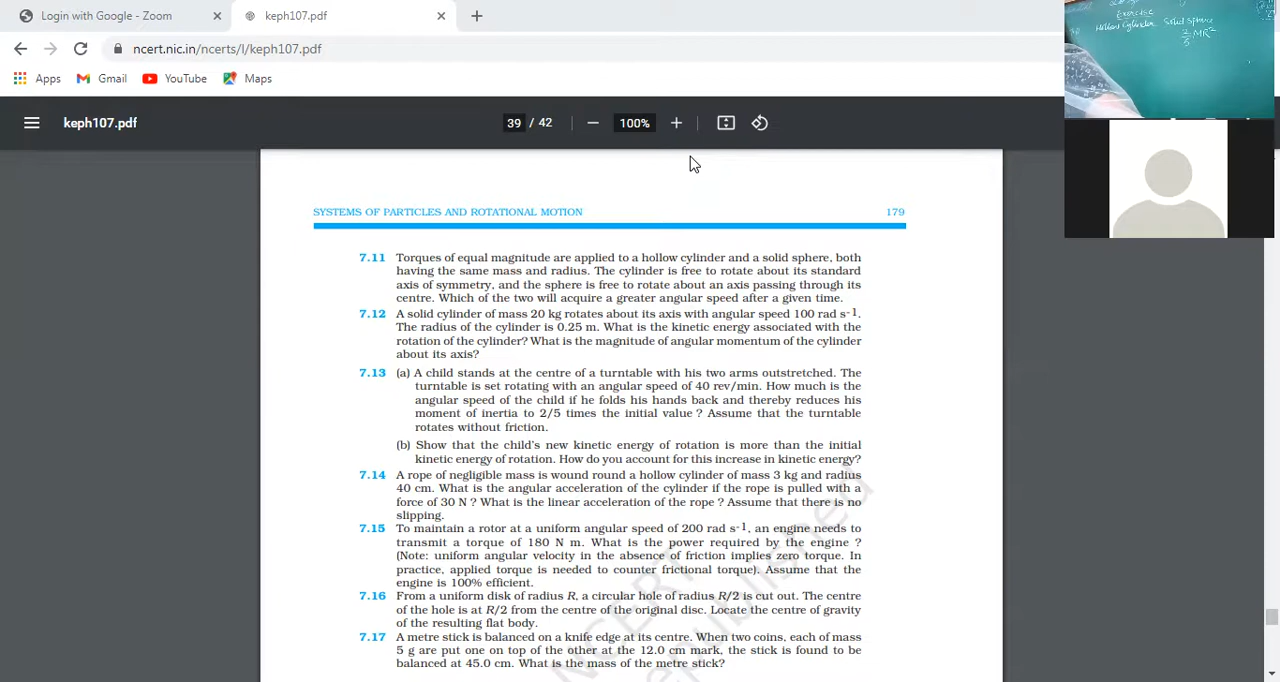 Login with Google - Zoom
keph107.pdf
ncert.nic.in/ncerts/l/keph107.pdf
Apps
Gmail
YouTube
Maps
keph107.pdf
39 / 42
100%
Exercise
Hollow Cylinder Solid sphere
2/5 MR²
SYSTEMS OF PARTICLES AND ROTATIONAL MOTION 179
7.11 Torques of equal magnitude are applied to a hollow cylinder and a solid sphere, both
having the same mass and radius. The cylinder is free to rotate about its standard
axis of symmetry, and the sphere is free to rotate about an axis passing through its
centre. Which of the two will acquire a greater angular speed after a given time.
7.12 A solid cylinder of mass 20 kg rotates about its axis with angular speed 100 rad s-1.
The radius of the cylinder is 0.25 m. What is the kinetic energy associated with the
rotation of the cylinder? What is the magnitude of angular momentum of the cylinder
about its axis?
7.13 (a) A child stands at the centre of a turntable with his two arms outstretched. The
turntable is set rotating with an angular speed of 40 rev/min. How much is the
angular speed of the child if he folds his hands back and thereby reduces his
moment of inertia to 2/5 times the initial value ? Assume that the turntable
rotates without friction.
(b) Show that the child's new kinetic energy of rotation is more than the initial
kinetic energy of rotation. How do you account for this increase in kinetic energy?
7.14 A rope of negligible mass is wound round a hollow cylinder of mass 3 kg and radius
40 cm. What is the angular acceleration of the cylinder if the rope is pulled with a
force of 30 N ? What is the linear acceleration of the rope ? Assume that there is no
slipping.
7.15 To maintain a rotor at a uniform angular speed of 200 rad s-1, an engine needs to
transmit a torque of 180 N m. What is the power required by the engine ?
(Note: uniform angular velocity in the absence of friction implies zero torque. In
practice, applied torque is needed to counter frictional torque). Assume that the
engine is 100% efficient.
7.16 From a uniform disk of radius R, a circular hole of radius R/2 is cut out. The centre
of the hole is at R/2 from the centre of the original disc. Locate the centre of gravity
of the resulting flat body.
7.17 A metre stick is balanced on a knife edge at its centre. When two coins, each of mass
5 g are put one on top of the other at the 12.0 cm mark, the stick is found to be
balanced at 45.0 cm. What is the mass of the metre stick?
NCERT
republished